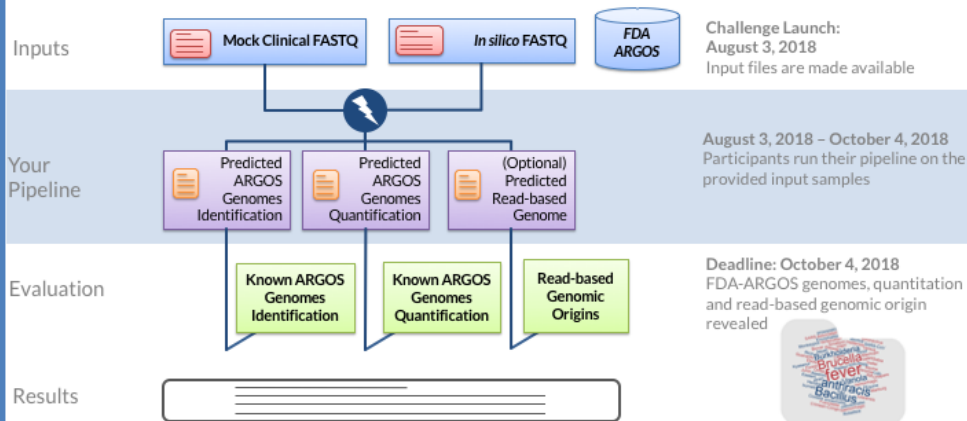 Inputs
Mock Clinical FASTQ
In silico FASTQ
FDA
ARGOS
Challenge Launch:
August 3, 2018
Input files are made available
Your
Pipeline
Predicted
ARGOS
Genomes
Identification
Predicted
ARGOS
Genomes
Quantification
(Optional)
Predicted
Read-based
Genome
August 3, 2018 – October 4, 2018
Participants run their pipeline on the
provided input samples
Evaluation
Known ARGOS
Genomes
Identification
Known ARGOS
Genomes
Quantification
Read-based
Genomic
Origins
Deadline: October 4, 2018
FDA-ARGOS genomes, quantitation
and read-based genomic origin
revealed
Results
Burkholderia
Brucella
fever
anthracis
Bacillus